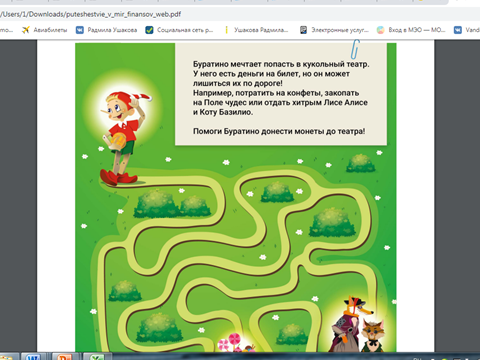 /Users/1/Downloads/puteshestvie_v_mir_finansov_web.pdf
Авиабилеты
Радмила Ушакова
Социальная сеть р...
Ушакова Радмила...
Электронные услуг...
Вход в МЭО — МО...
Vand
Буратино мечтает попасть в кукольный театр.
У него есть деньги на билет, но он может
лишиться их по дороге!
Например, потратить на конфеты, закопать
на Поле чудес или отдать хитрым Лисе Алисе
и Коту Базилио.
Помоги Буратино донести монеты до театра!